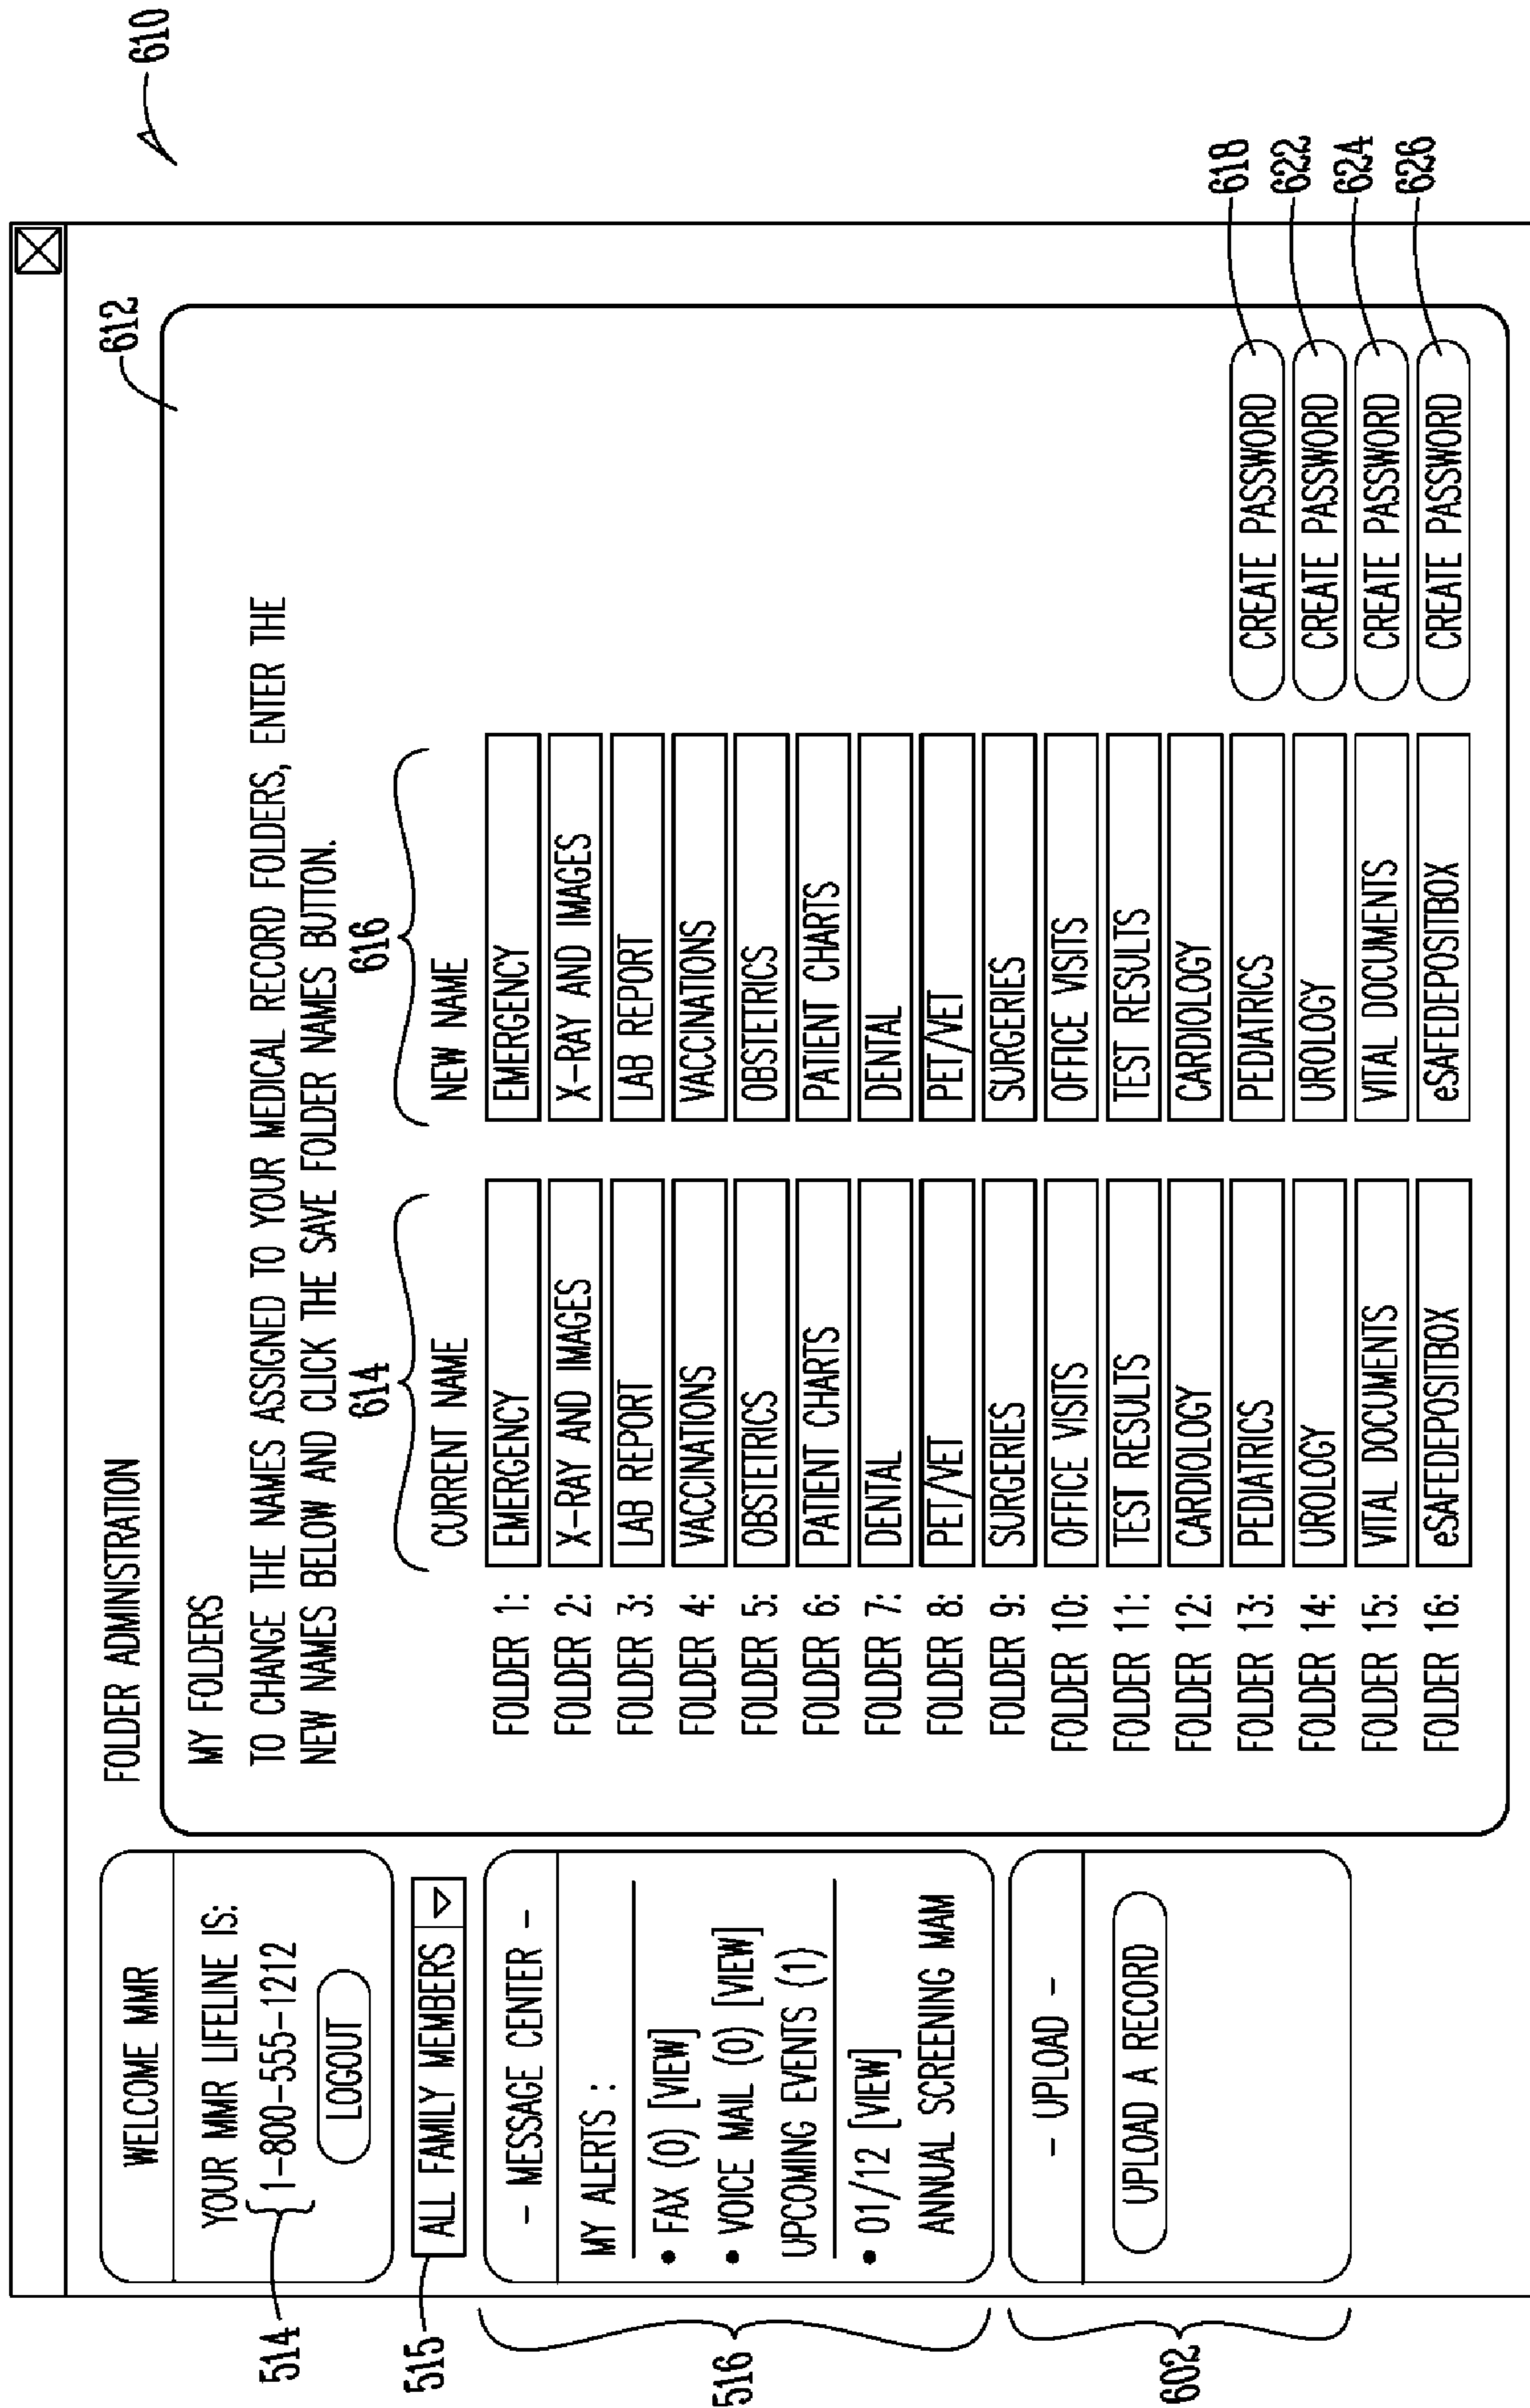 610
WELCOME MMR
YOUR MMR LIFELINE IS:
514
1-800-555-1212
LOGOUT
515
ALL FAMILY MEMBERS
516
- MESSAGE CENTER -
MY ALERTS :
• FAX (0) [VIEW]
• VOICE MAIL (0) [VIEW]
UPCOMING EVENTS (1)
• 01/12 [VIEW]
ANNUAL SCREENING MAM
602
- UPLOAD -
UPLOAD A RECORD
FOLDER ADMINISTRATION
612
MY FOLDERS
TO CHANGE THE NAMES ASSIGNED TO YOUR MEDICAL RECORD FOLDERS, ENTER THE
NEW NAMES BELOW AND CLICK THE SAVE FOLDER NAMES BUTTON.
614 616
CURRENT NAME NEW NAME
FOLDER 1: EMERGENCY EMERGENCY
FOLDER 2: X-RAY AND IMAGES X-RAY AND IMAGES
FOLDER 3: LAB REPORT LAB REPORT
FOLDER 4: VACCINATIONS VACCINATIONS
FOLDER 5: OBSTETRICS OBSTETRICS
FOLDER 6: PATIENT CHARTS PATIENT CHARTS
FOLDER 7: DENTAL DENTAL
FOLDER 8: PET/VET PET/VET
FOLDER 9: SURGERIES SURGERIES
FOLDER 10: OFFICE VISITS OFFICE VISITS
FOLDER 11: TEST RESULTS TEST RESULTS
FOLDER 12: CARDIOLOGY CARDIOLOGY
FOLDER 13: PEDIATRICS PEDIATRICS CREATE PASSWORD 618
FOLDER 14: UROLOGY UROLOGY CREATE PASSWORD 622
FOLDER 15: VITAL DOCUMENTS VITAL DOCUMENTS CREATE PASSWORD 624
FOLDER 16: eSAFEDEPOSITBOX eSAFEDEPOSITBOX CREATE PASSWORD 626